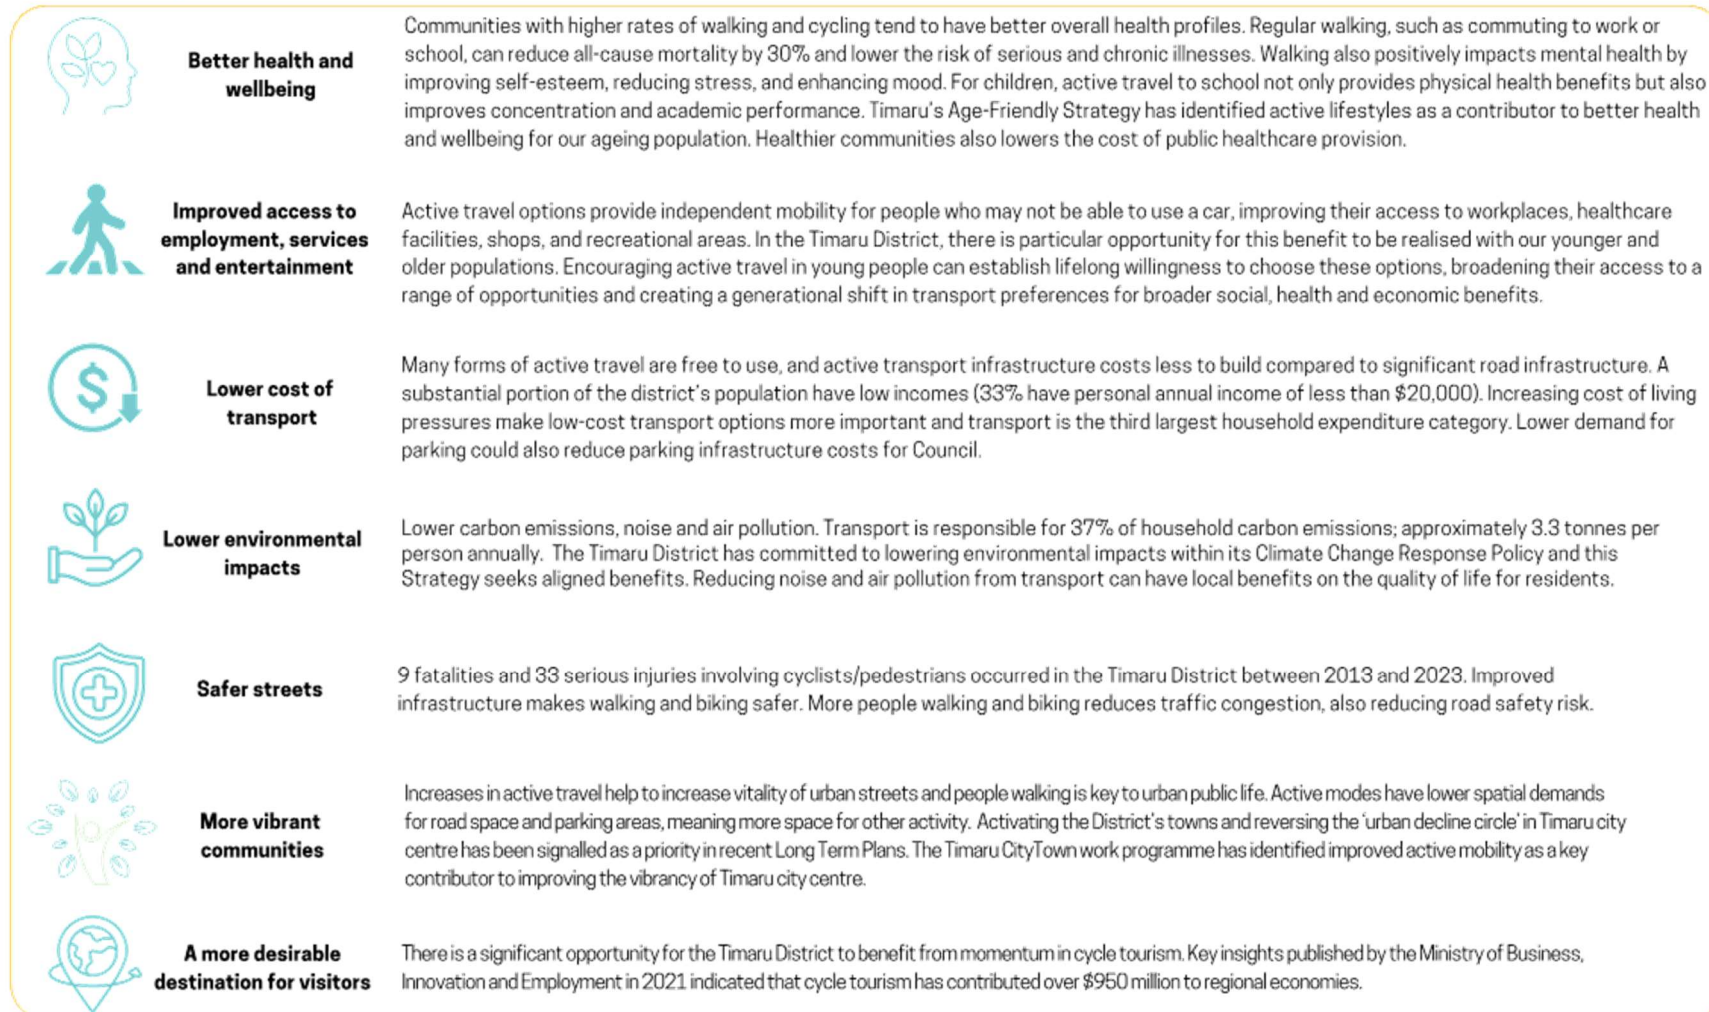 Better health and
wellbeing
Communities with higher rates of walking and cycling tend to have better overall health profiles. Regular walking, such as commuting to work or
school, can reduce all-cause mortality by 30% and lower the risk of serious and chronic illnesses. Walking also positively impacts mental health by
improving self-esteem, reducing stress, and enhancing mood. For children, active travel to school not only provides physical health benefits but also
improves concentration and academic performance. Timaru's Age-Friendly Strategy has identified active lifestyles as a contributor to better health
and wellbeing for our ageing population. Healthier communities also lowers the cost of public healthcare provision.
Improved access to
employment, services
and entertainment
Active travel options provide independent mobility for people who may not be able to use a car, improving their access to workplaces, healthcare
facilities, shops, and recreational areas. In the Timaru District, there is particular opportunity for this benefit to be realised with our younger and
older populations. Encouraging active travel in young people can establish lifelong willingness to choose these options, broadening their access to a
range of opportunities and creating a generational shift in transport preferences for broader social, health and economic benefits.
Lower cost of
transport
Many forms of active travel are free to use, and active transport infrastructure costs less to build compared to significant road infrastructure. A
substantial portion of the district's population have low incomes (33% have personal annual income of less than $20,000). Increasing cost of living
pressures make low-cost transport options more important and transport is the third largest household expenditure category. Lower demand for
parking could also reduce parking infrastructure costs for Council.
Lower environmental
impacts
Lower carbon emissions, noise and air pollution. Transport is responsible for 37% of household carbon emissions; approximately 3.3 tonnes per
person annually. The Timaru District has committed to lowering environmental impacts within its Climate Change Response Policy and this
Strategy seeks aligned benefits. Reducing noise and air pollution from transport can have local benefits on the quality of life for residents.
Safer streets
9 fatalities and 33 serious injuries involving cyclists/pedestrians occurred in the Timaru District between 2013 and 2023. Improved
infrastructure makes walking and biking safer. More people walking and biking reduces traffic congestion, also reducing road safety risk.
More vibrant
communities
Increases in active travel help to increase vitality of urban streets and people walking is key to urban public life. Active modes have lower spatial demands
for road space and parking areas, meaning more space for other activity. Activating the District's towns and reversing the 'urban decline circle' in Timaru city
centre has been signalled as a priority in recent Long Term Plans. The Timaru CityTown work programme has identified improved active mobility as a key
contributor to improving the vibrancy of Timaru city centre.
A more desirable
destination for visitors
There is a significant opportunity for the Timaru District to benefit from momentum in cycle tourism. Key insights published by the Ministry of Business,
Innovation and Employment in 2021 indicated that cycle tourism has contributed over $950 million to regional economies.